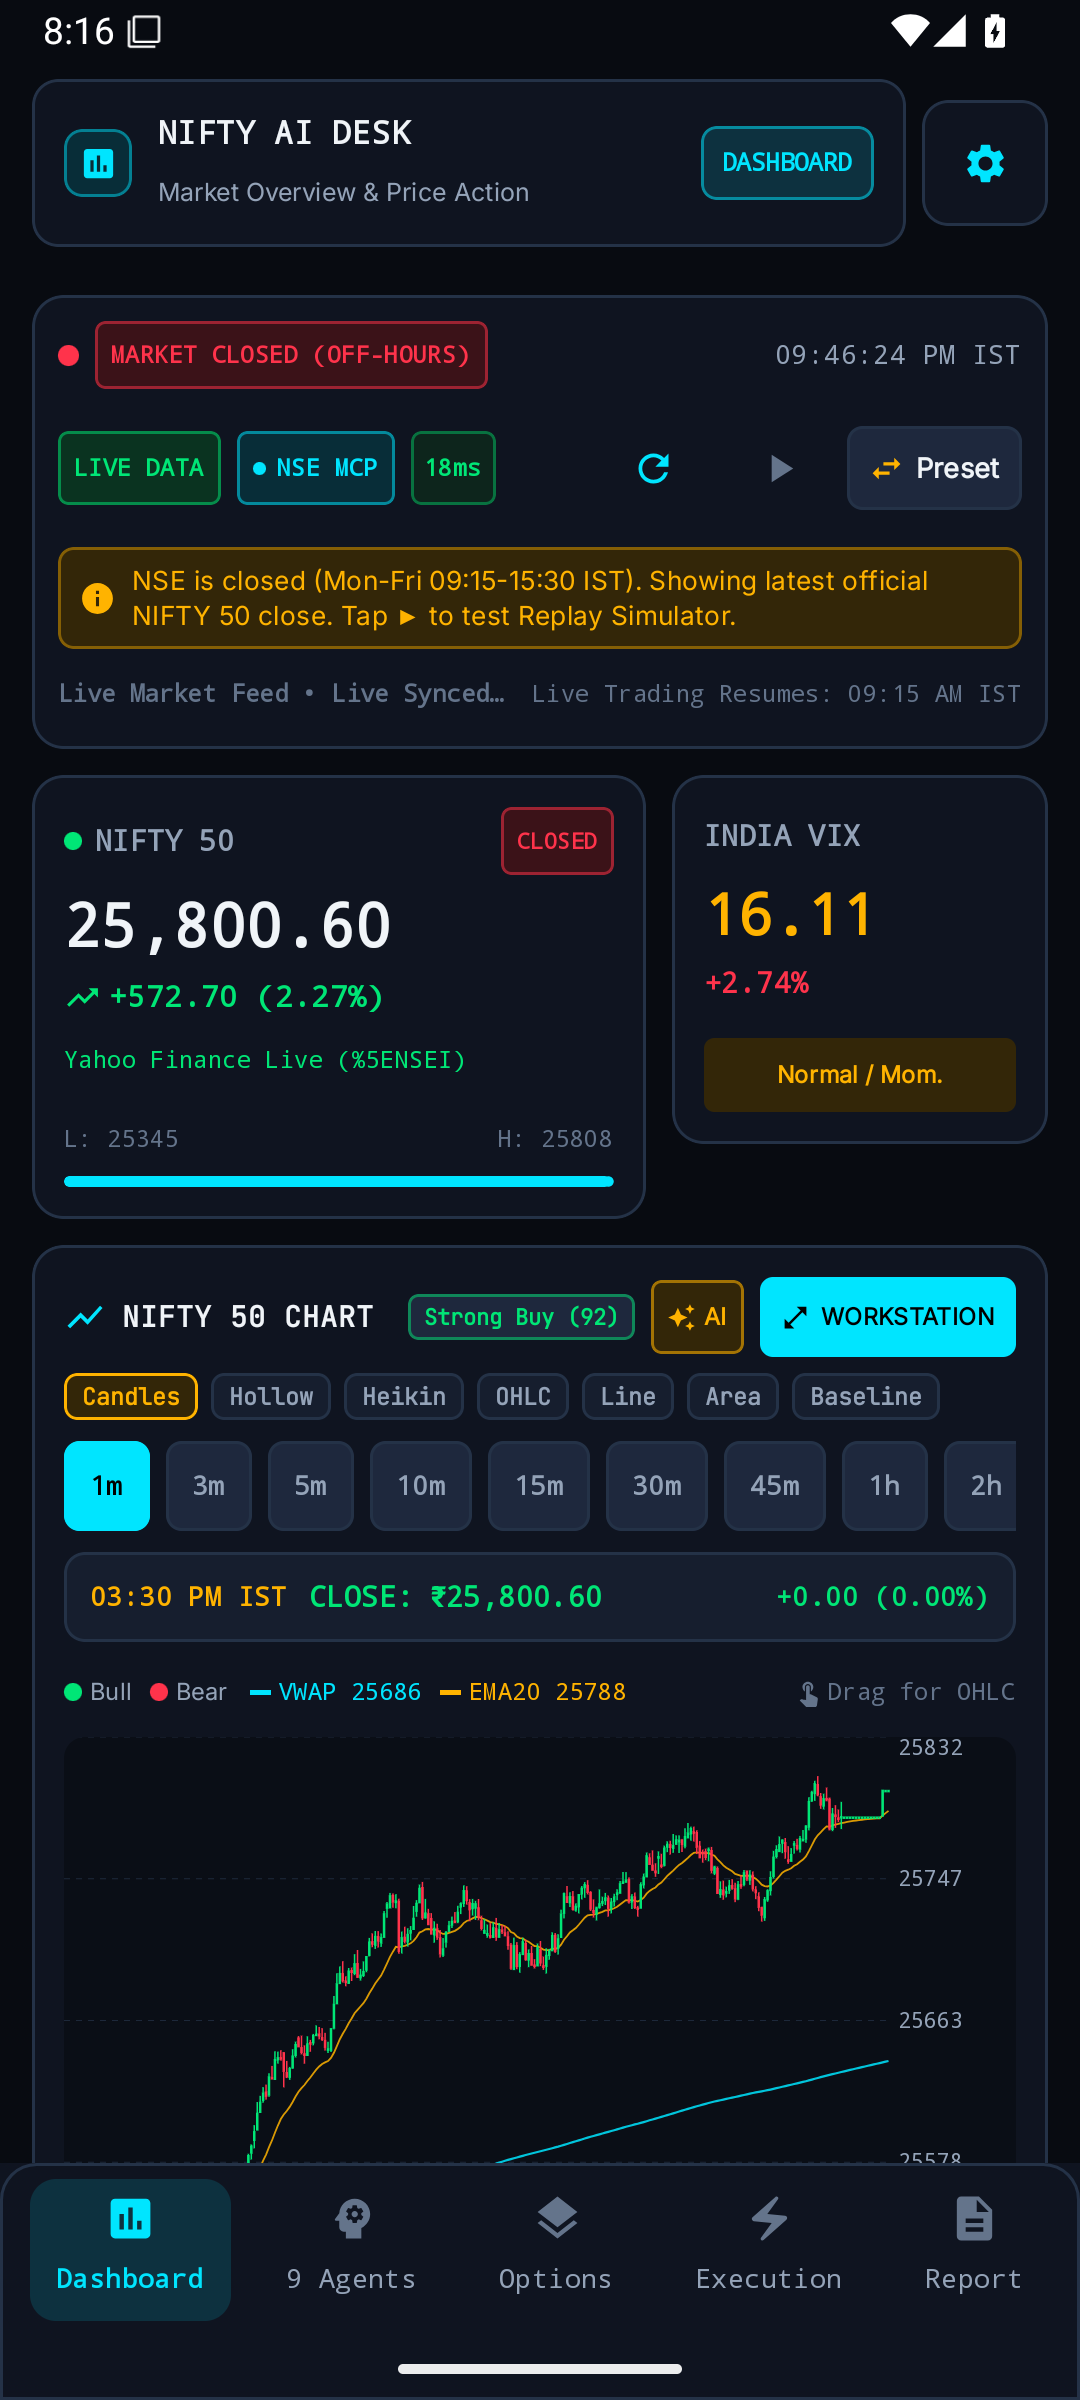 8:16
NIFTY AI DESK
Market Overview & Price Action
DASHBOARD
MARKET CLOSED (OFF-HOURS)
09:46:24 PM IST
LIVE DATA
NSE MCP
18ms
Preset
NSE is closed (Mon-Fri 09:15-15:30 IST). Showing latest official
NIFTY 50 close. Tap ► to test Replay Simulator.
Live Market Feed • Live Synced…
Live Trading Resumes: 09:15 AM IST
NIFTY 50
CLOSED
25,800.60
+572.70 (2.27%)
Yahoo Finance Live (%5ENSEI)
L: 25345
H: 25808
INDIA VIX
16.11
+2.74%
Normal / Mom.
NIFTY 50 CHART
Strong Buy (92)
AI
WORKSTATION
Candles
Hollow
Heikin
OHLC
Line
Area
Baseline
1m
3m
5m
10m
15m
30m
45m
1h
2h
03:30 PM IST CLOSE: ₹25,800.60
+0.00 (0.00%)
Bull
Bear
VWAP 25686
EMA20 25788
Drag for OHLC
25832
25747
25663
25578
Dashboard
9 Agents
Options
Execution
Report